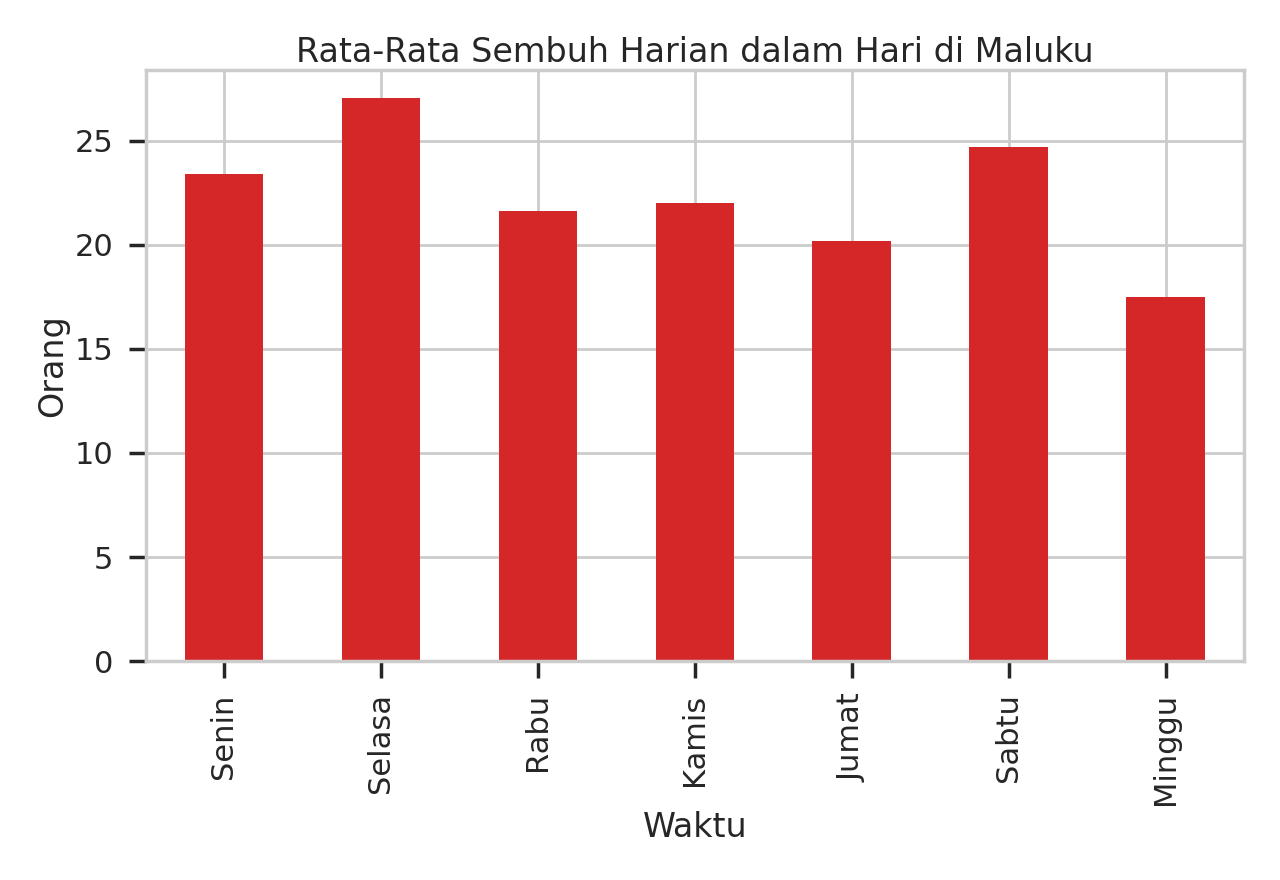 Rata-Rata Sembuh Harian dalam Hari di Maluku
Orang
25
20
15
10
5
0
Senin
Selasa
Rabu
Kamis
Jumat
Sabtu
Minggu
Waktu